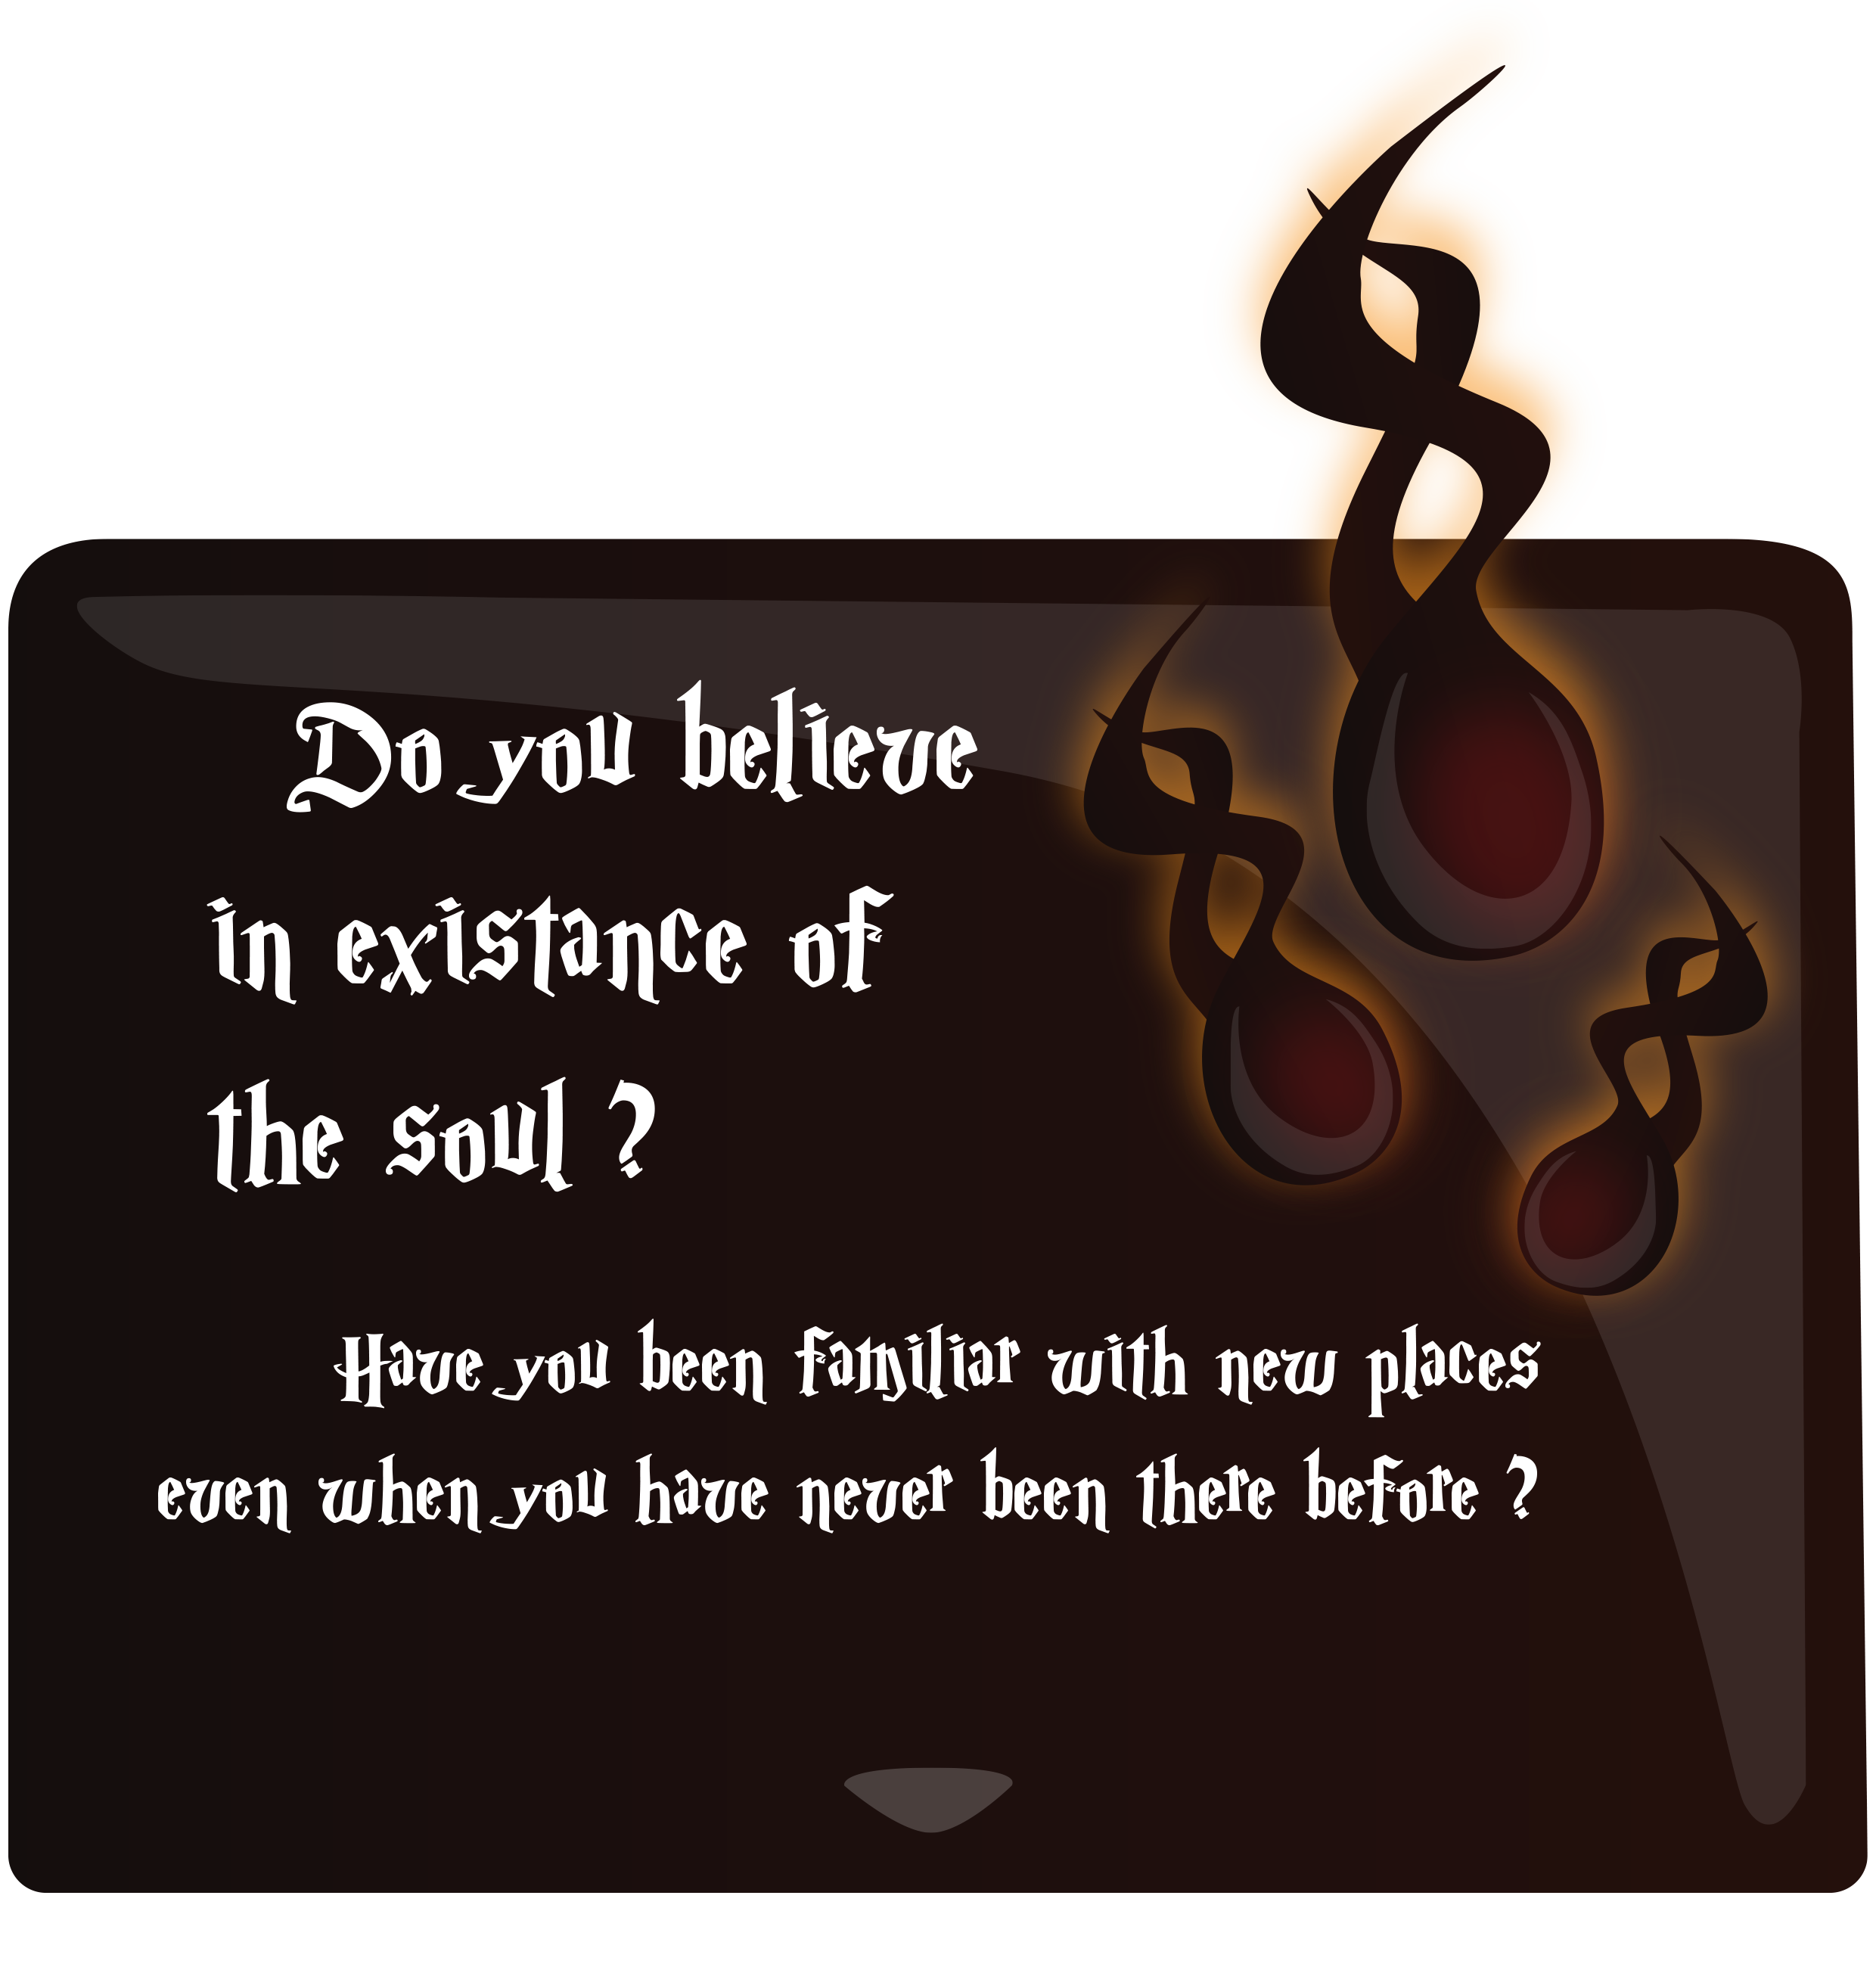 Do you believe
in existance of
the soul ?
Have you been familiar with new places
even when you have never been there before ?